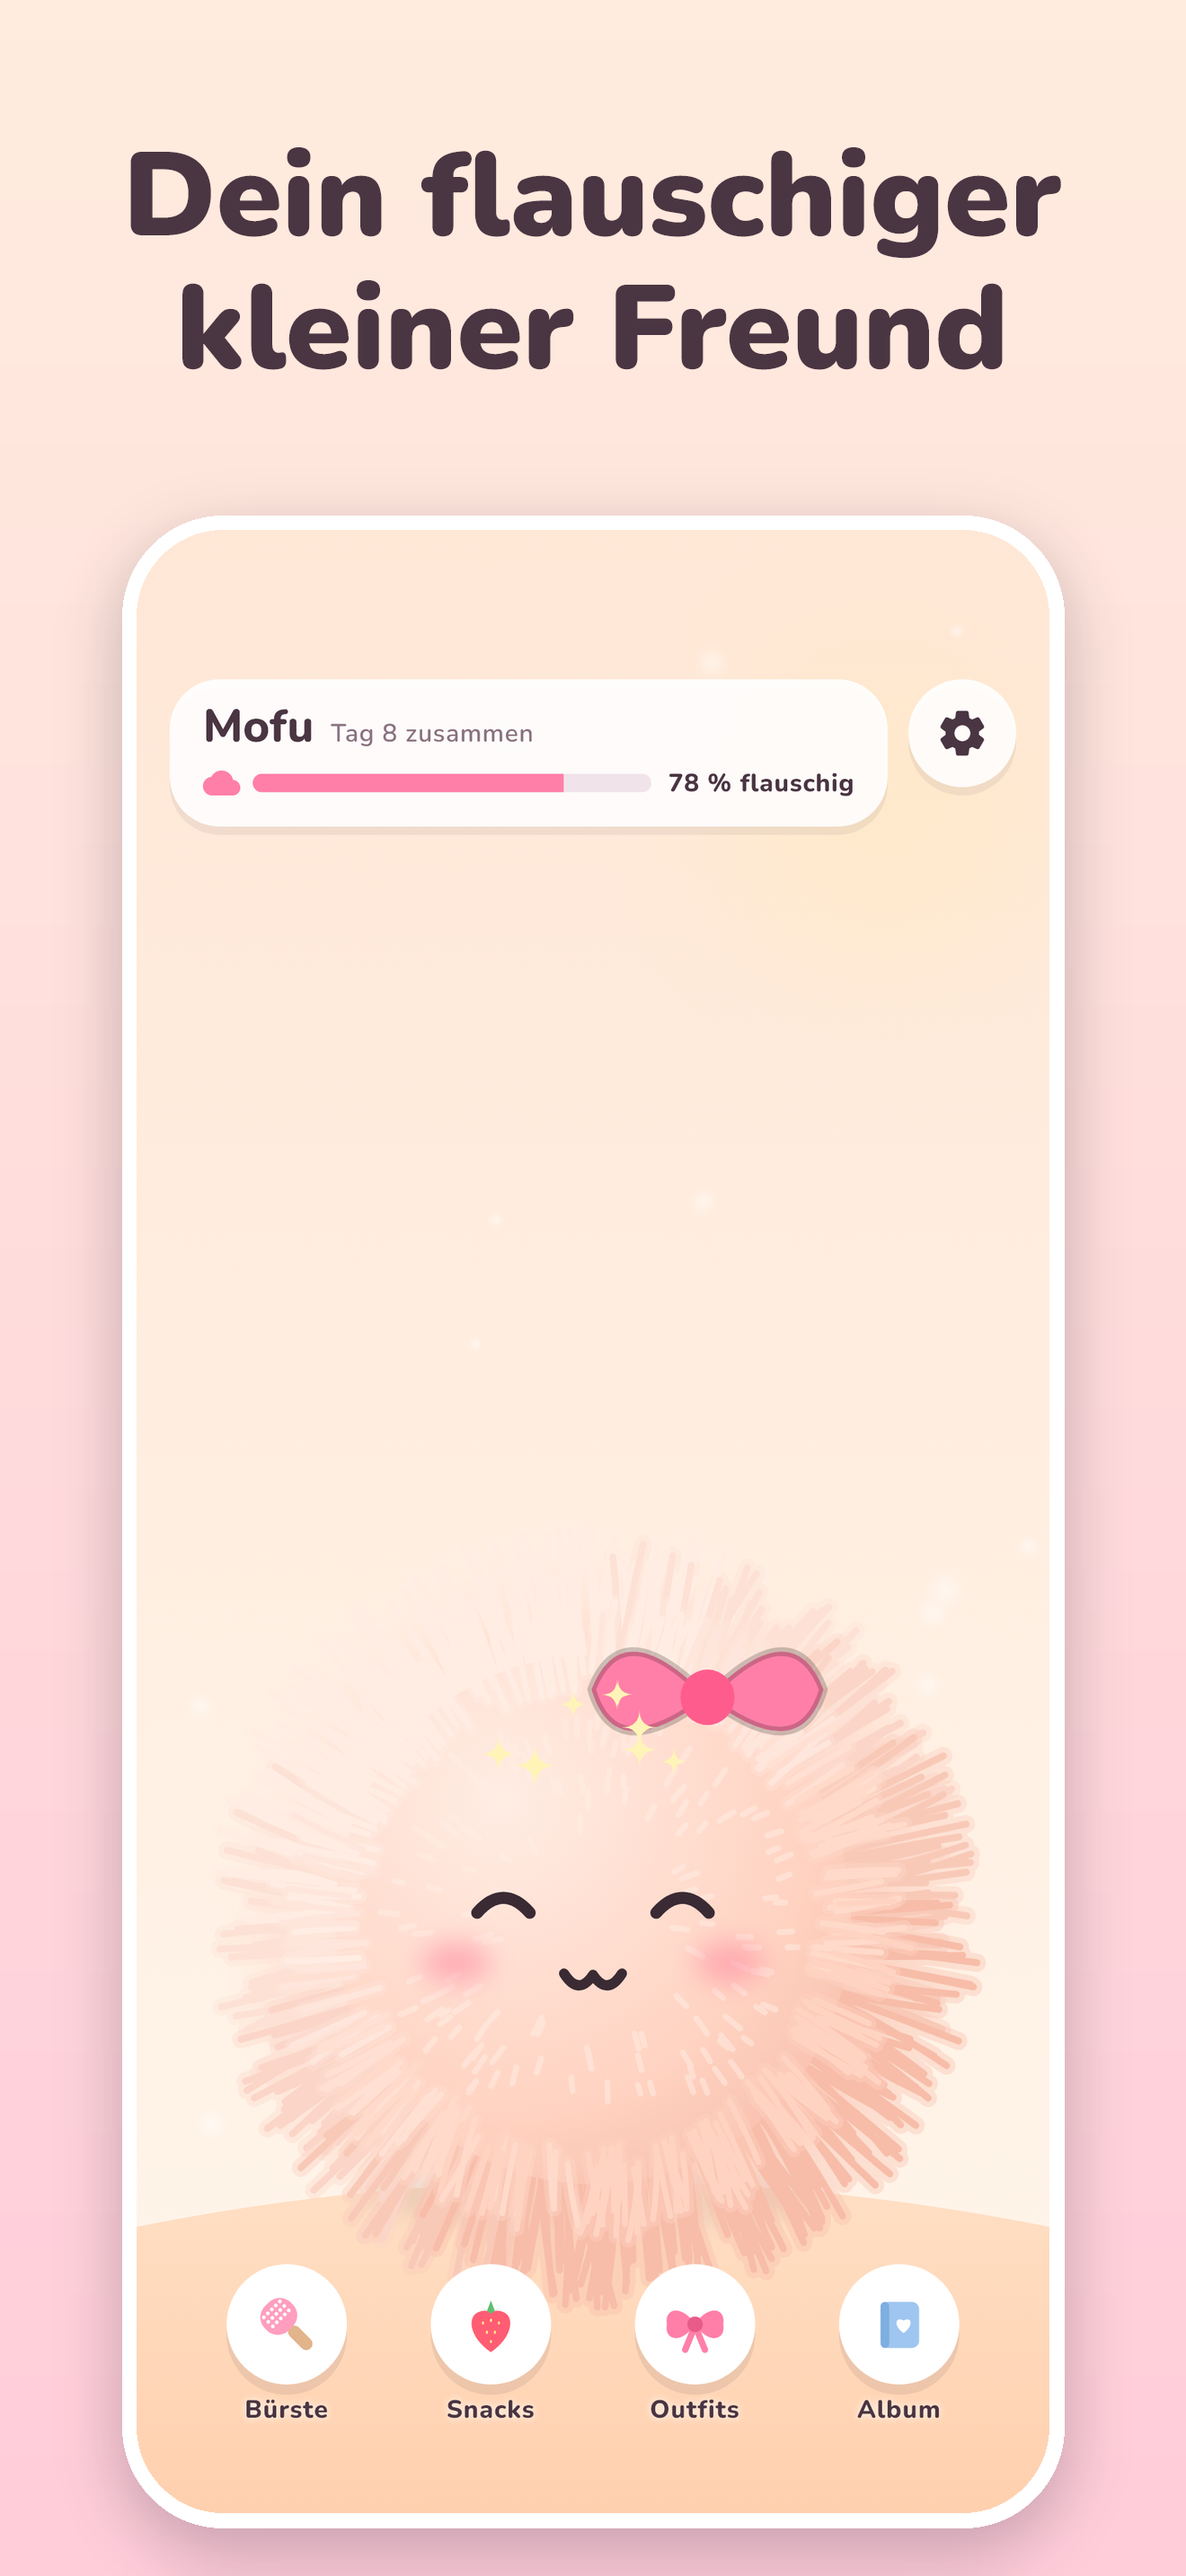 Dein flauschiger
kleiner Freund
Mofu Tag 8 zusammen
78 % flauschig
Bürste Snacks Outfits Album